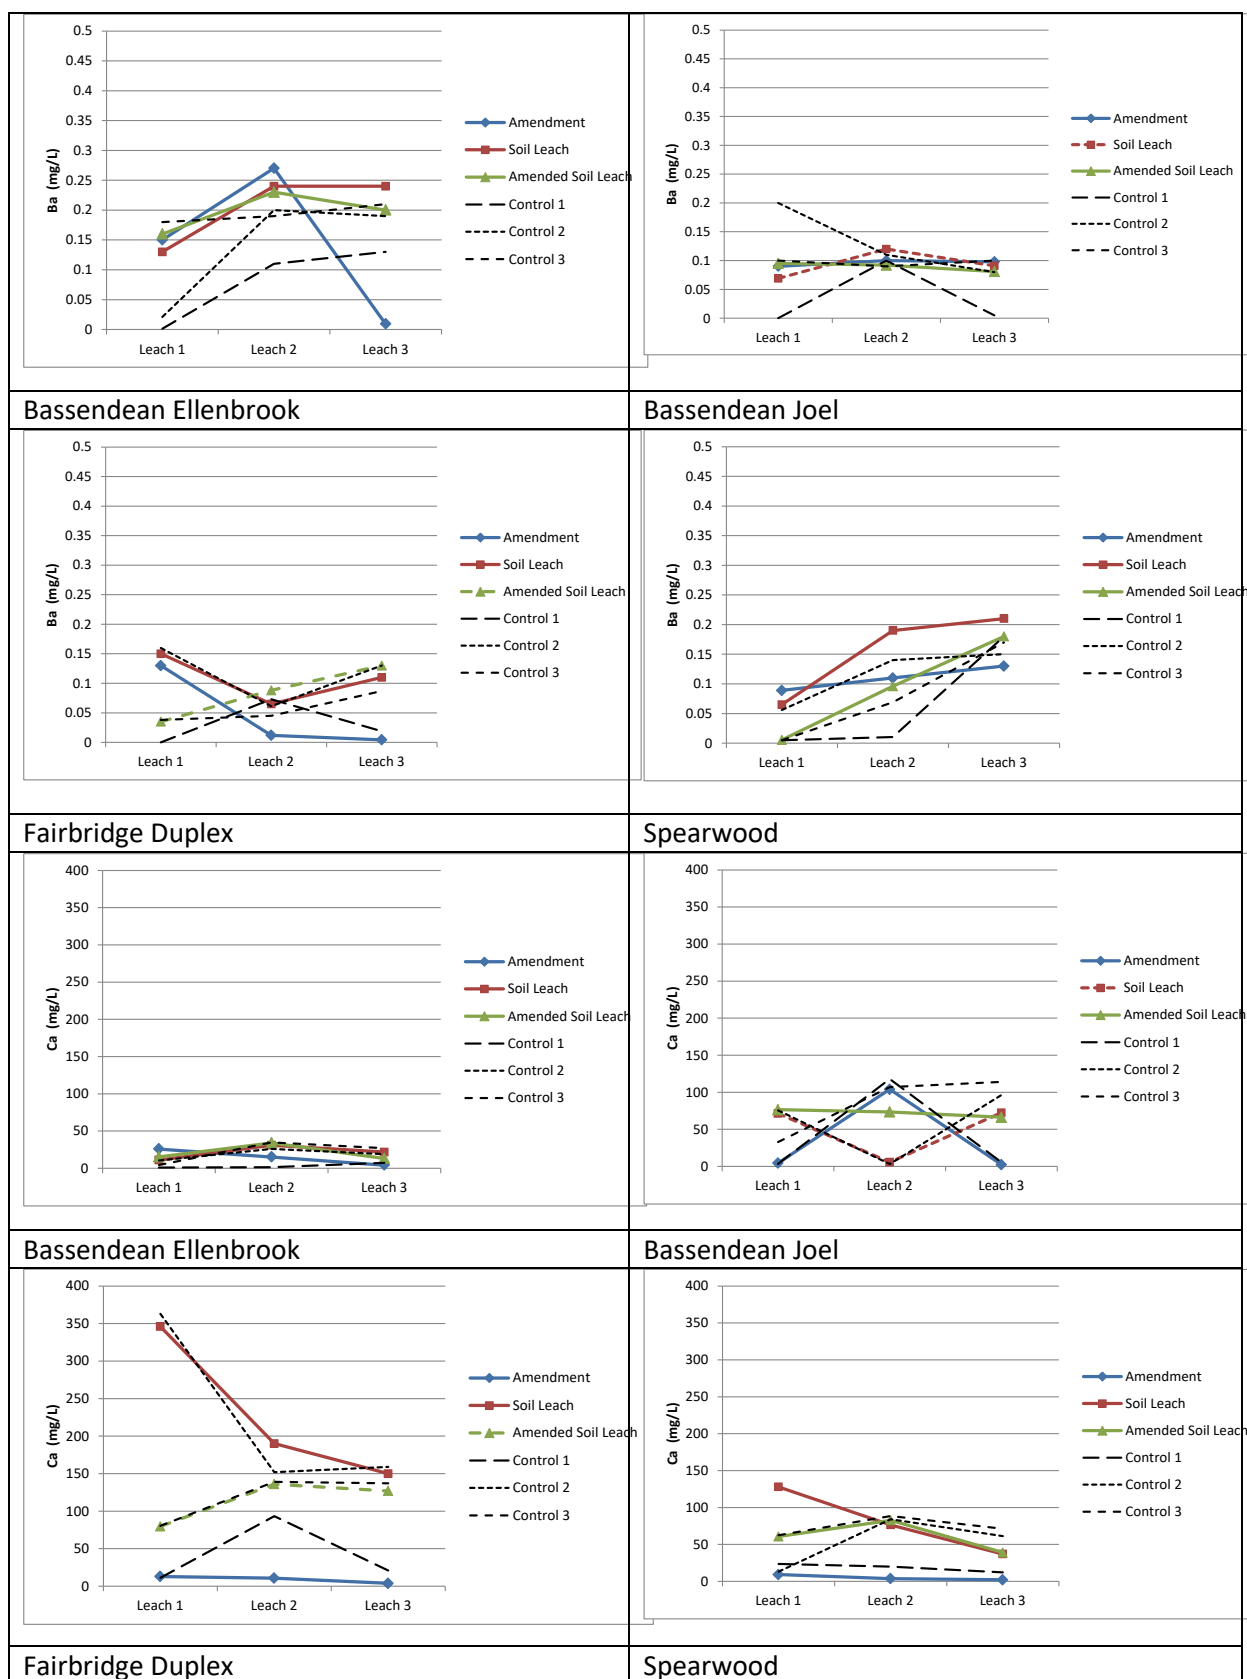 0.5
0.45
0.4
0.35
0.3
0.25
0.2
0.15
0.1
0.05
0
Ba (mg/L)
Leach 1 Leach 2 Leach 3
Amendment
Soil Leach
Amended Soil Leach
Control 1
Control 2
Control 3
0.5
0.45
0.4
0.35
0.3
0.25
0.2
0.15
0.1
0.05
0
Ba (mg/L)
Leach 1 Leach 2 Leach 3
Amendment
Soil Leach
Amended Soil Leach
Control 1
Control 2
Control 3
Bassendean Ellenbrook
Bassendean Joel
0.5
0.45
0.4
0.35
0.3
0.25
0.2
0.15
0.1
0.05
0
Ba (mg/L)
Leach 1 Leach 2 Leach 3
Amendment
Soil Leach
Amended Soil Leach
Control 1
Control 2
Control 3
0.5
0.45
0.4
0.35
0.3
0.25
0.2
0.15
0.1
0.05
0
Ba (mg/L)
Leach 1 Leach 2 Leach 3
Amendment
Soil Leach
Amended Soil Leach
Control 1
Control 2
Control 3
Fairbridge Duplex
Spearwood
400
350
300
250
200
150
100
50
0
Ca (mg/L)
Leach 1 Leach 2 Leach 3
Amendment
Soil Leach
Amended Soil Leach
Control 1
Control 2
Control 3
400
350
300
250
200
150
100
50
0
Ca (mg/L)
Leach 1 Leach 2 Leach 3
Amendment
Soil Leach
Amended Soil Leach
Control 1
Control 2
Control 3
Bassendean Ellenbrook
Bassendean Joel
400
350
300
250
200
150
100
50
0
Ca (mg/L)
Leach 1 Leach 2 Leach 3
Amendment
Soil Leach
Amended Soil Leach
Control 1
Control 2
Control 3
400
350
300
250
200
150
100
50
0
Ca (mg/L)
Leach 1 Leach 2 Leach 3
Amendment
Soil Leach
Amended Soil Leach
Control 1
Control 2
Control 3
Fairbridge Duplex
Spearwood